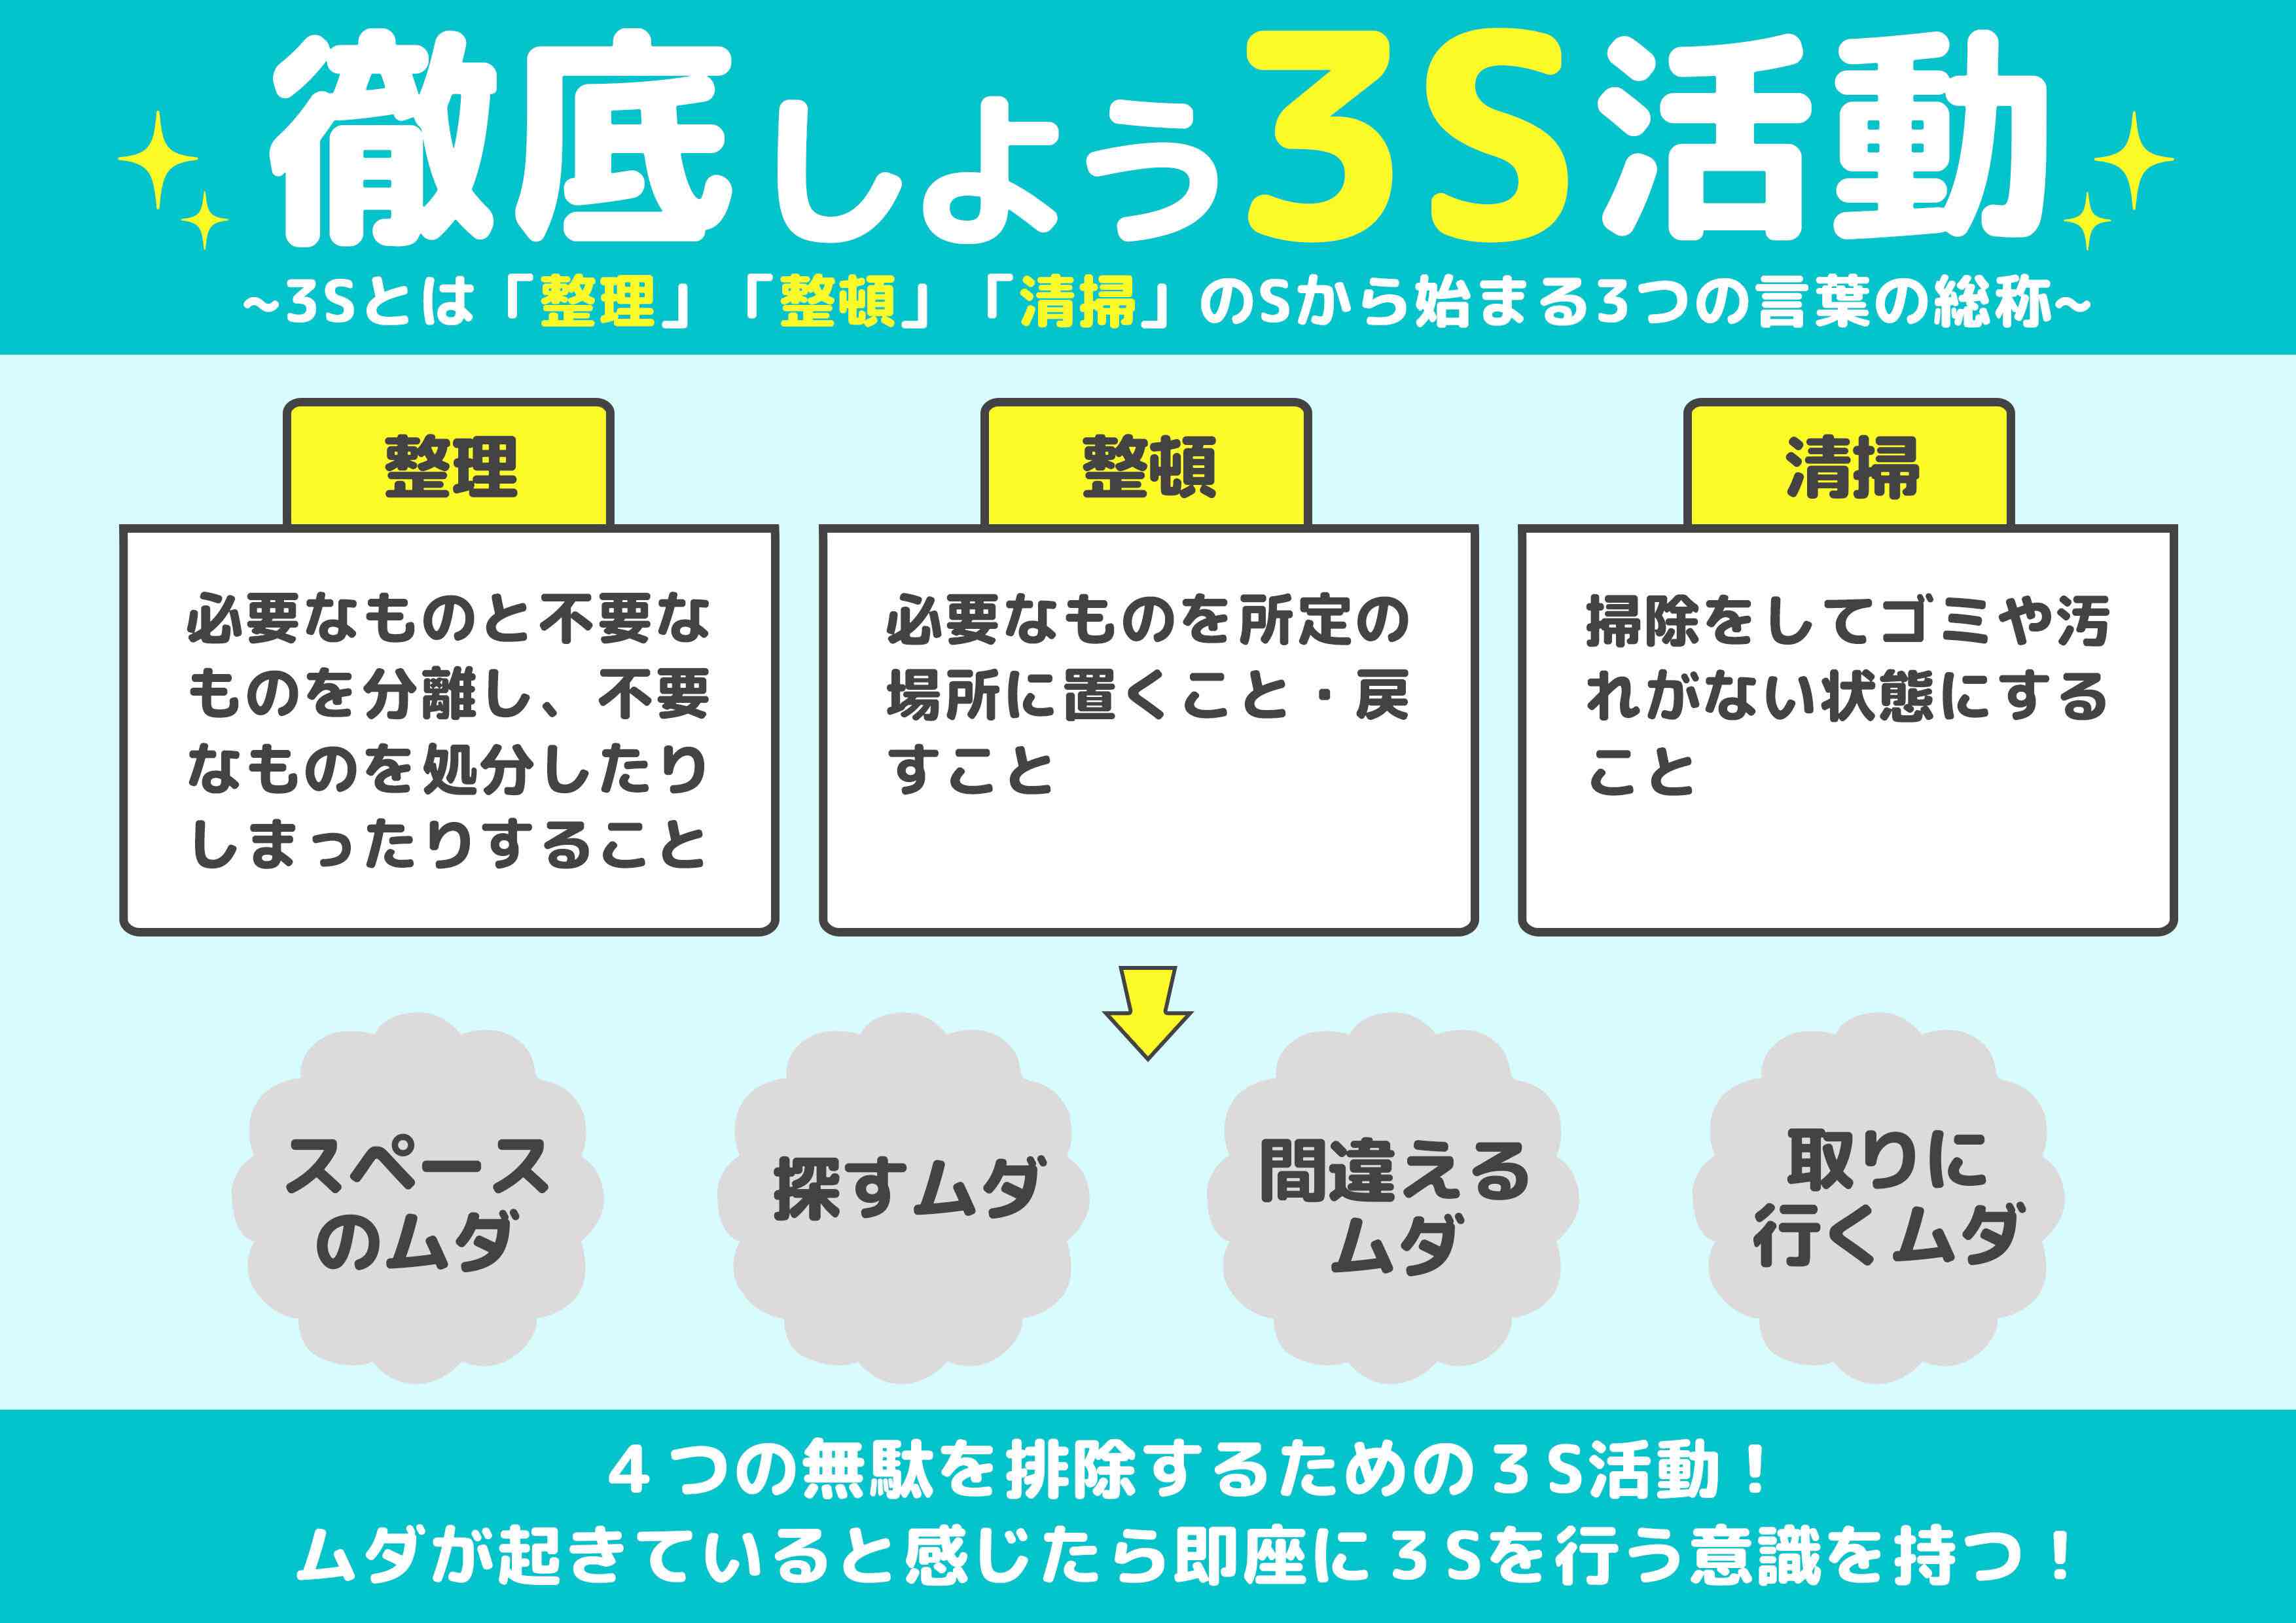 徹底しよう3S活動
~3Sとは「整理」「整頓」「清掃」のSから始まる3つの言葉の総称~
整理
必要なものと不要な
ものを分離し、不要
なものを処分したり
しまったりすること
整頓
必要なものを所定の
場所に置くこと・戻
すこと
清掃
掃除をしてゴミや汚
れがない状態にする
こと
スペース
のムダ
探すムダ
間違える
ムダ
取りに
行くムダ
４つの無駄を排除するための３S活動！
ムダが起きていると感じたら即座に３Sを行う意識を持つ！